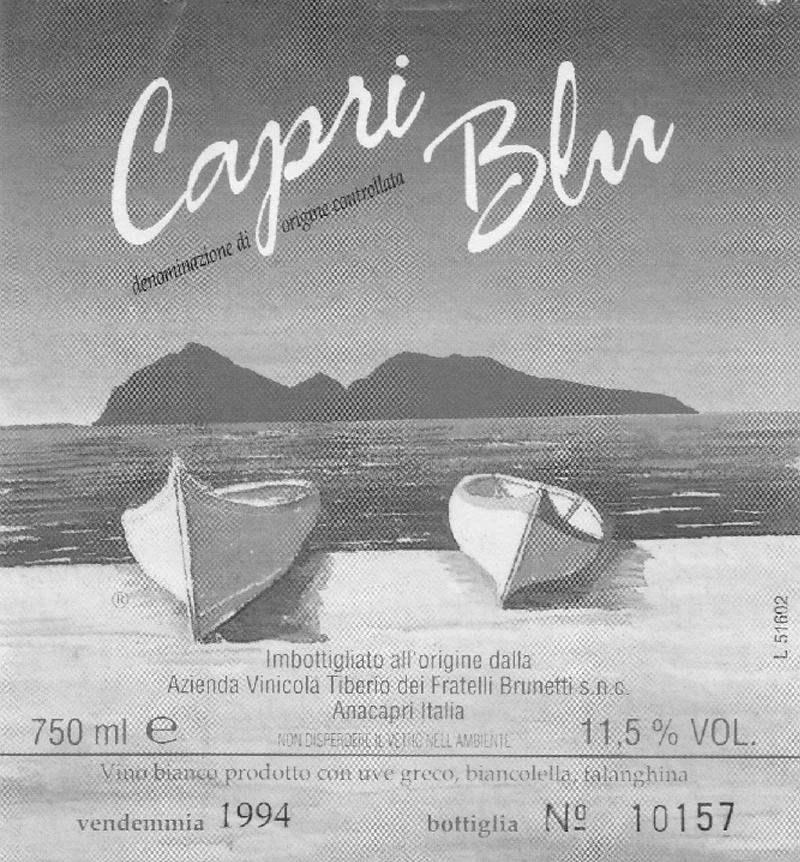 Capri Blu
denominazione di origine controllata
®
L 51602
Imbottigliato all'origine dalla
Azienda Vinicola Tiberio dei Fratelli Brunetti s.n.c.
Anacapri Italia
750 ml e
NON DISPERDERE IL VETRO NELL'AMBIENTE
11,5 % VOL.
Vino bianco prodotto con uve greco, biancolella, falanghina
vendemmia 1994 bottiglia Nº 10157